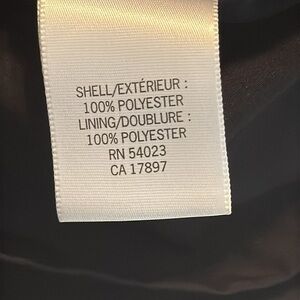 SHELL/EXTÉRIEUR :
100% POLYESTER
LINING/DOUBLURE :
100% POLYESTER
RN 54023
CA 17897